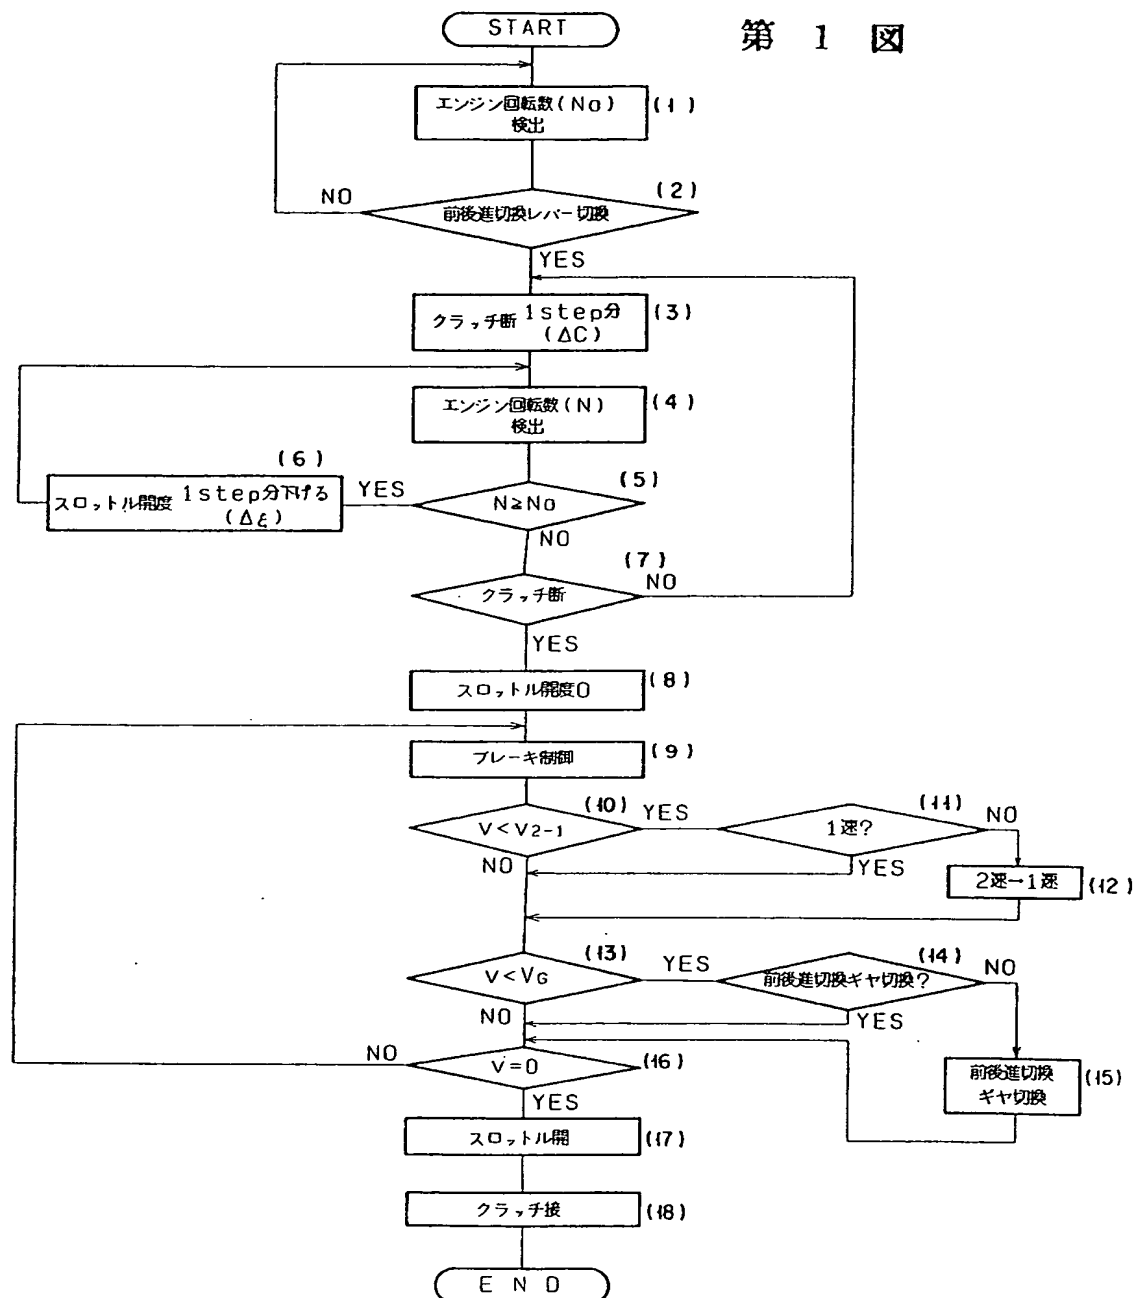 第 1 図
START
エンジン回転数(No)
検出
(1)
NO
(2)
前後進切換レバー切換
YES
クラッチ断 1step分
(ΔC)
(3)
エンジン回転数(N)
検出
(4)
(6)
スロットル開度 1step分下げる
(Δξ)
YES
(5)
N≧No
NO
(7)
クラッチ断
NO
YES
スロットル開度0
(8)
ブレーキ制御
(9)
(10)
V<V2-1
YES
NO
(11)
1速?
NO
YES
2速→1速
(12)
(13)
V<VG
YES
NO
(14)
前後進切換ギヤ切換?
NO
YES
前後進切換
ギヤ切換
(15)
NO
V=0
(16)
YES
スロットル開
(17)
クラッチ接
(18)
END